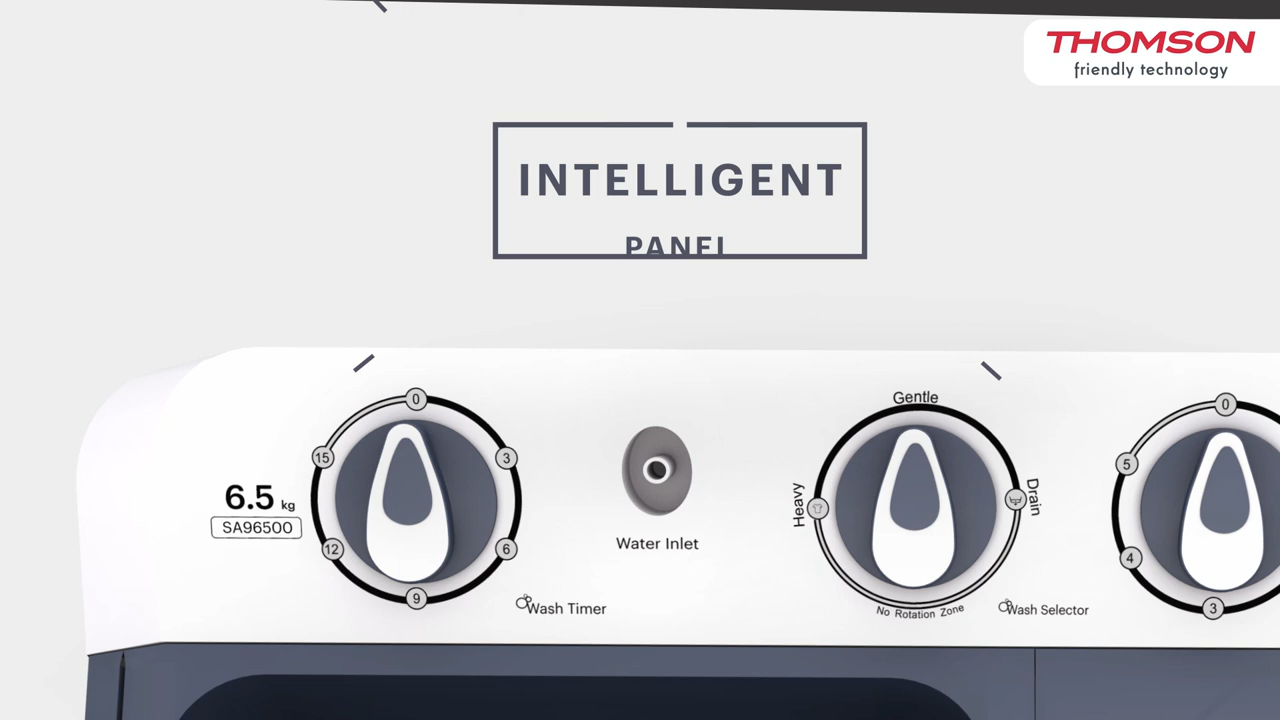 THOMSON
friendly technology
INTELLIGENT
PANEL
0
15
3
12
6
9
6.5 kg
SA96500
Wash Timer
Water Inlet
Gentle
Heavy
Drain
No Rotation Zone
Wash Selector
0
5
4
3